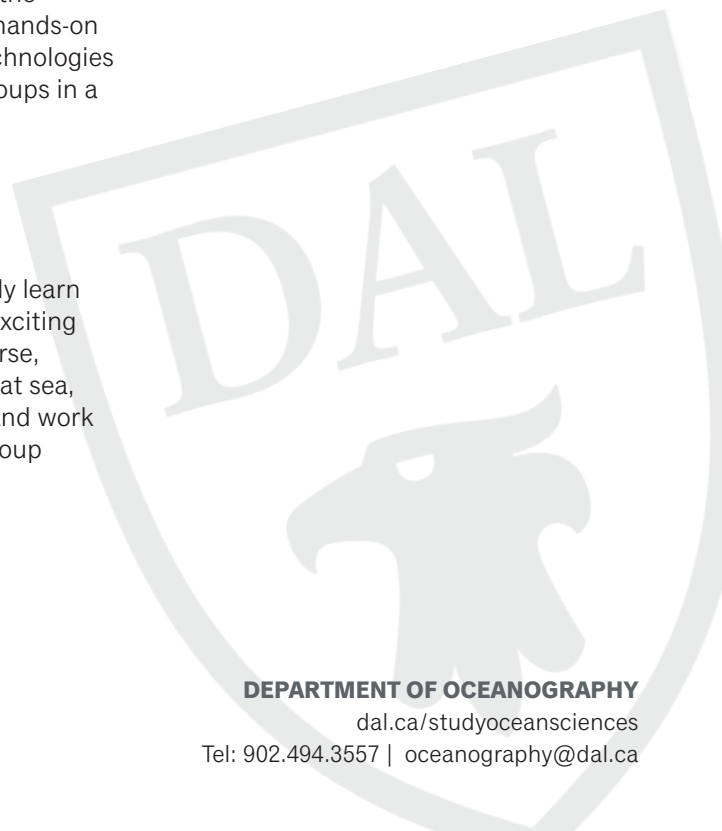 the
hands-on
chnologies
oups in a
DAL
ly learn
xciting
rse,
at sea,
nd work
oup
DEPARTMENT OF OCEANOGRAPHY
dal.ca/studyoceansciences
Tel: 902.494.3557 | oceanography@dal.ca